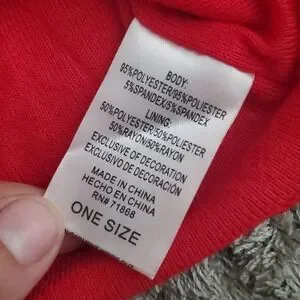 BODY:
95%POLYESTER/95%POLIESTER
5%SPANDEX/5%SPANDEX
LINING:
50%POLYESTER/50%POLIESTER
50%RAYON/50%RAYON
EXCLUSIVE OF DECORATION
EXCLUSIVO DE DECORACIÓN
MADE IN CHINA
HECHO EN CHINA
RN# 71868
ONE SIZE